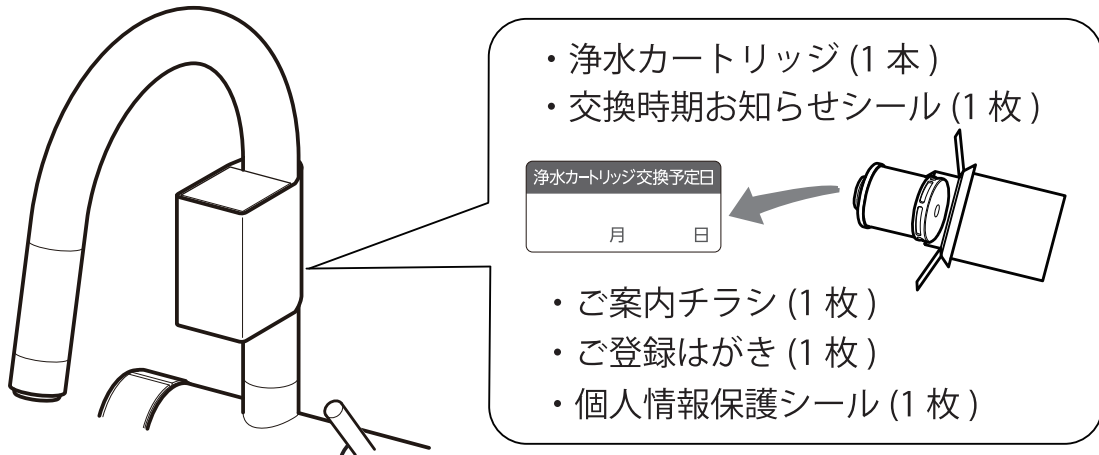 ・浄水カートリッジ (1 本 )
・交換時期お知らせシール (1 枚 )
浄水カートリッジ交換予定日
月 日
・ご案内チラシ (1 枚 )
・ご登録はがき (1 枚 )
・個人情報保護シール (1 枚 )